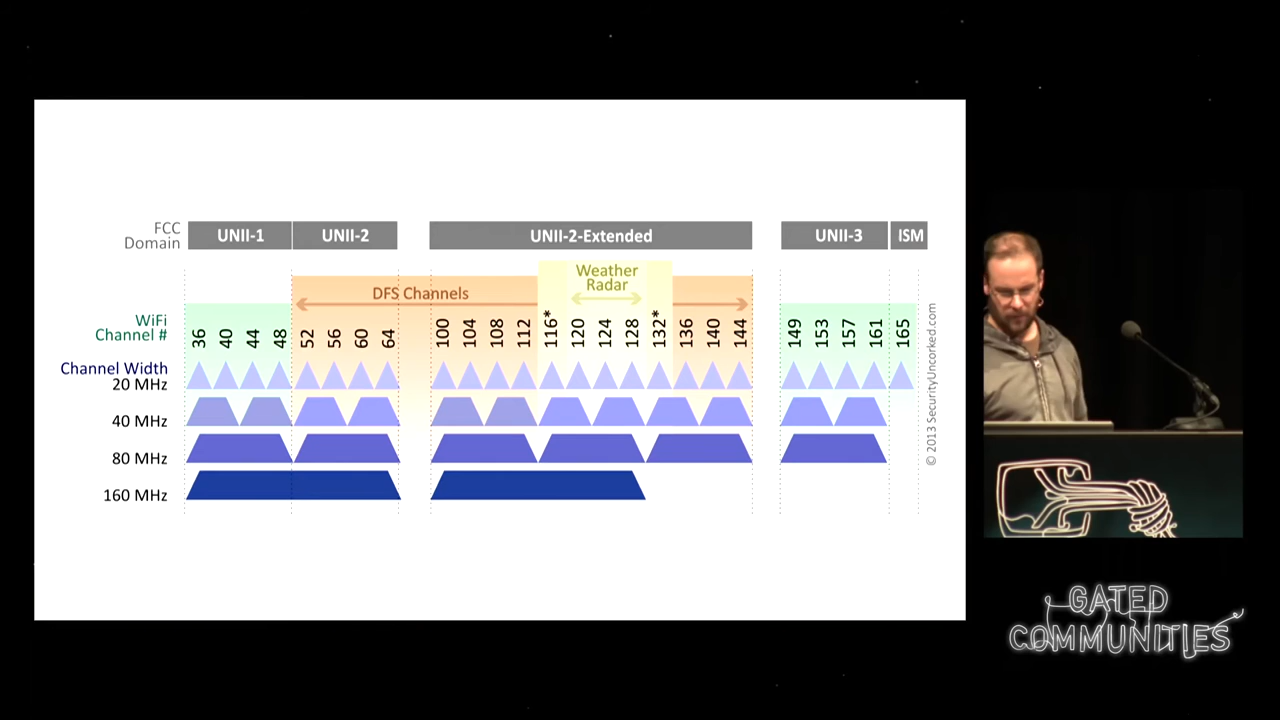 FCC
Domain
UNII-1
UNII-2
UNII-2-Extended
UNII-3
ISM
Weather
Radar
DFS Channels
WiFi
Channel #
36 40 44 48 52 56 60 64 100 104 108 112 116* 120 124 128 132* 136 140 144 149 153 157 161 165
Channel Width
20 MHz
40 MHz
80 MHz
160 MHz
© 2013 SecurityUncorked.com
GATED
COMMUNITIES